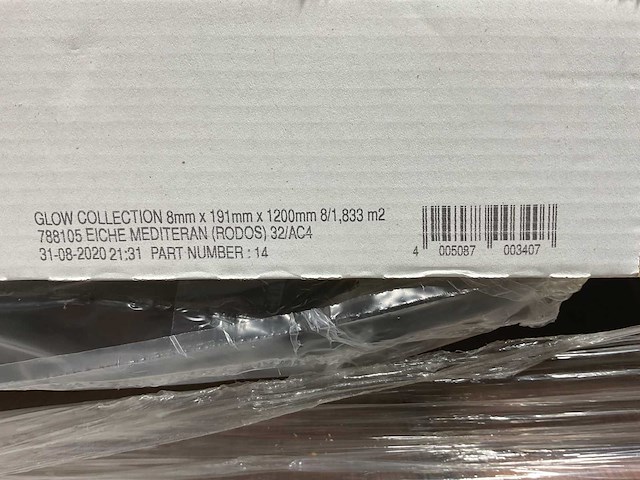 GLOW COLLECTION 8mm x 191mm x 1200mm 8/1,833 m2
788105 EICHE MEDITERAN (RODOS) 32/AC4
31-08-2020 21:31 PART NUMBER : 14
4 005087 003407